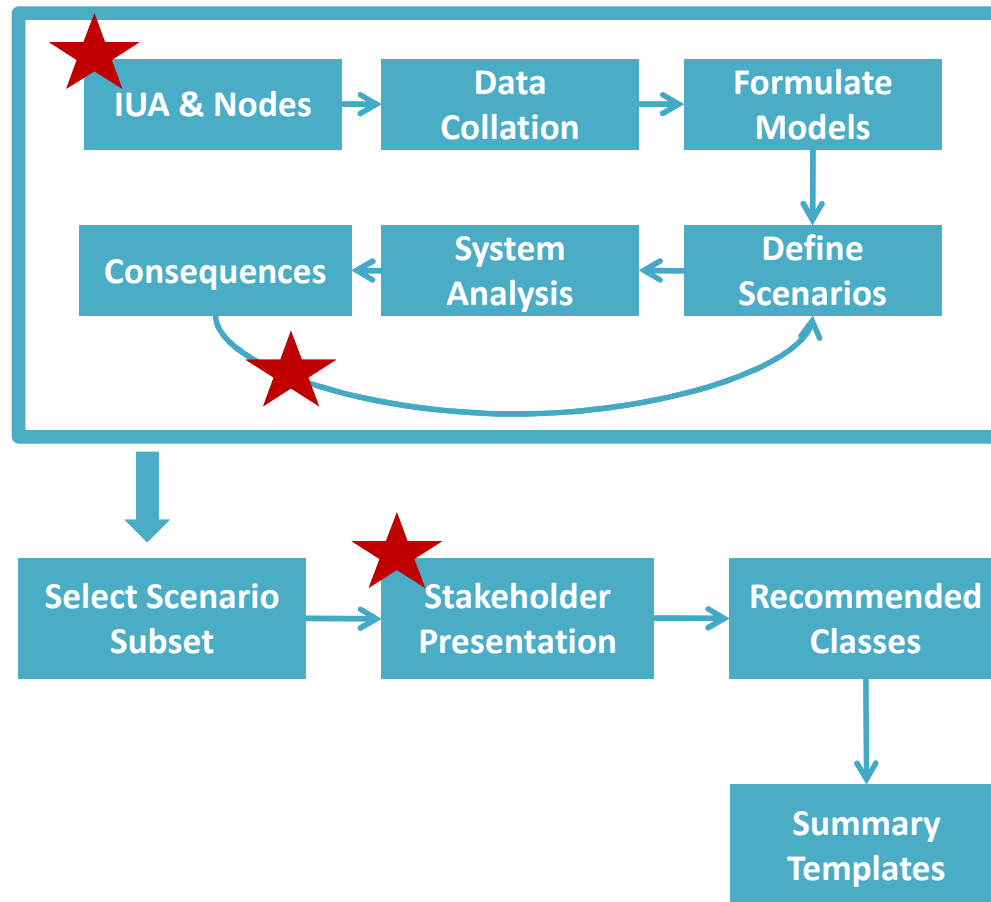 IUA & Nodes
Data
Collation
Formulate
Models
Consequences
System
Analysis
Define
Scenarios
Select Scenario
Subset
Stakeholder
Presentation
Recommended
Classes
Summary
Templates